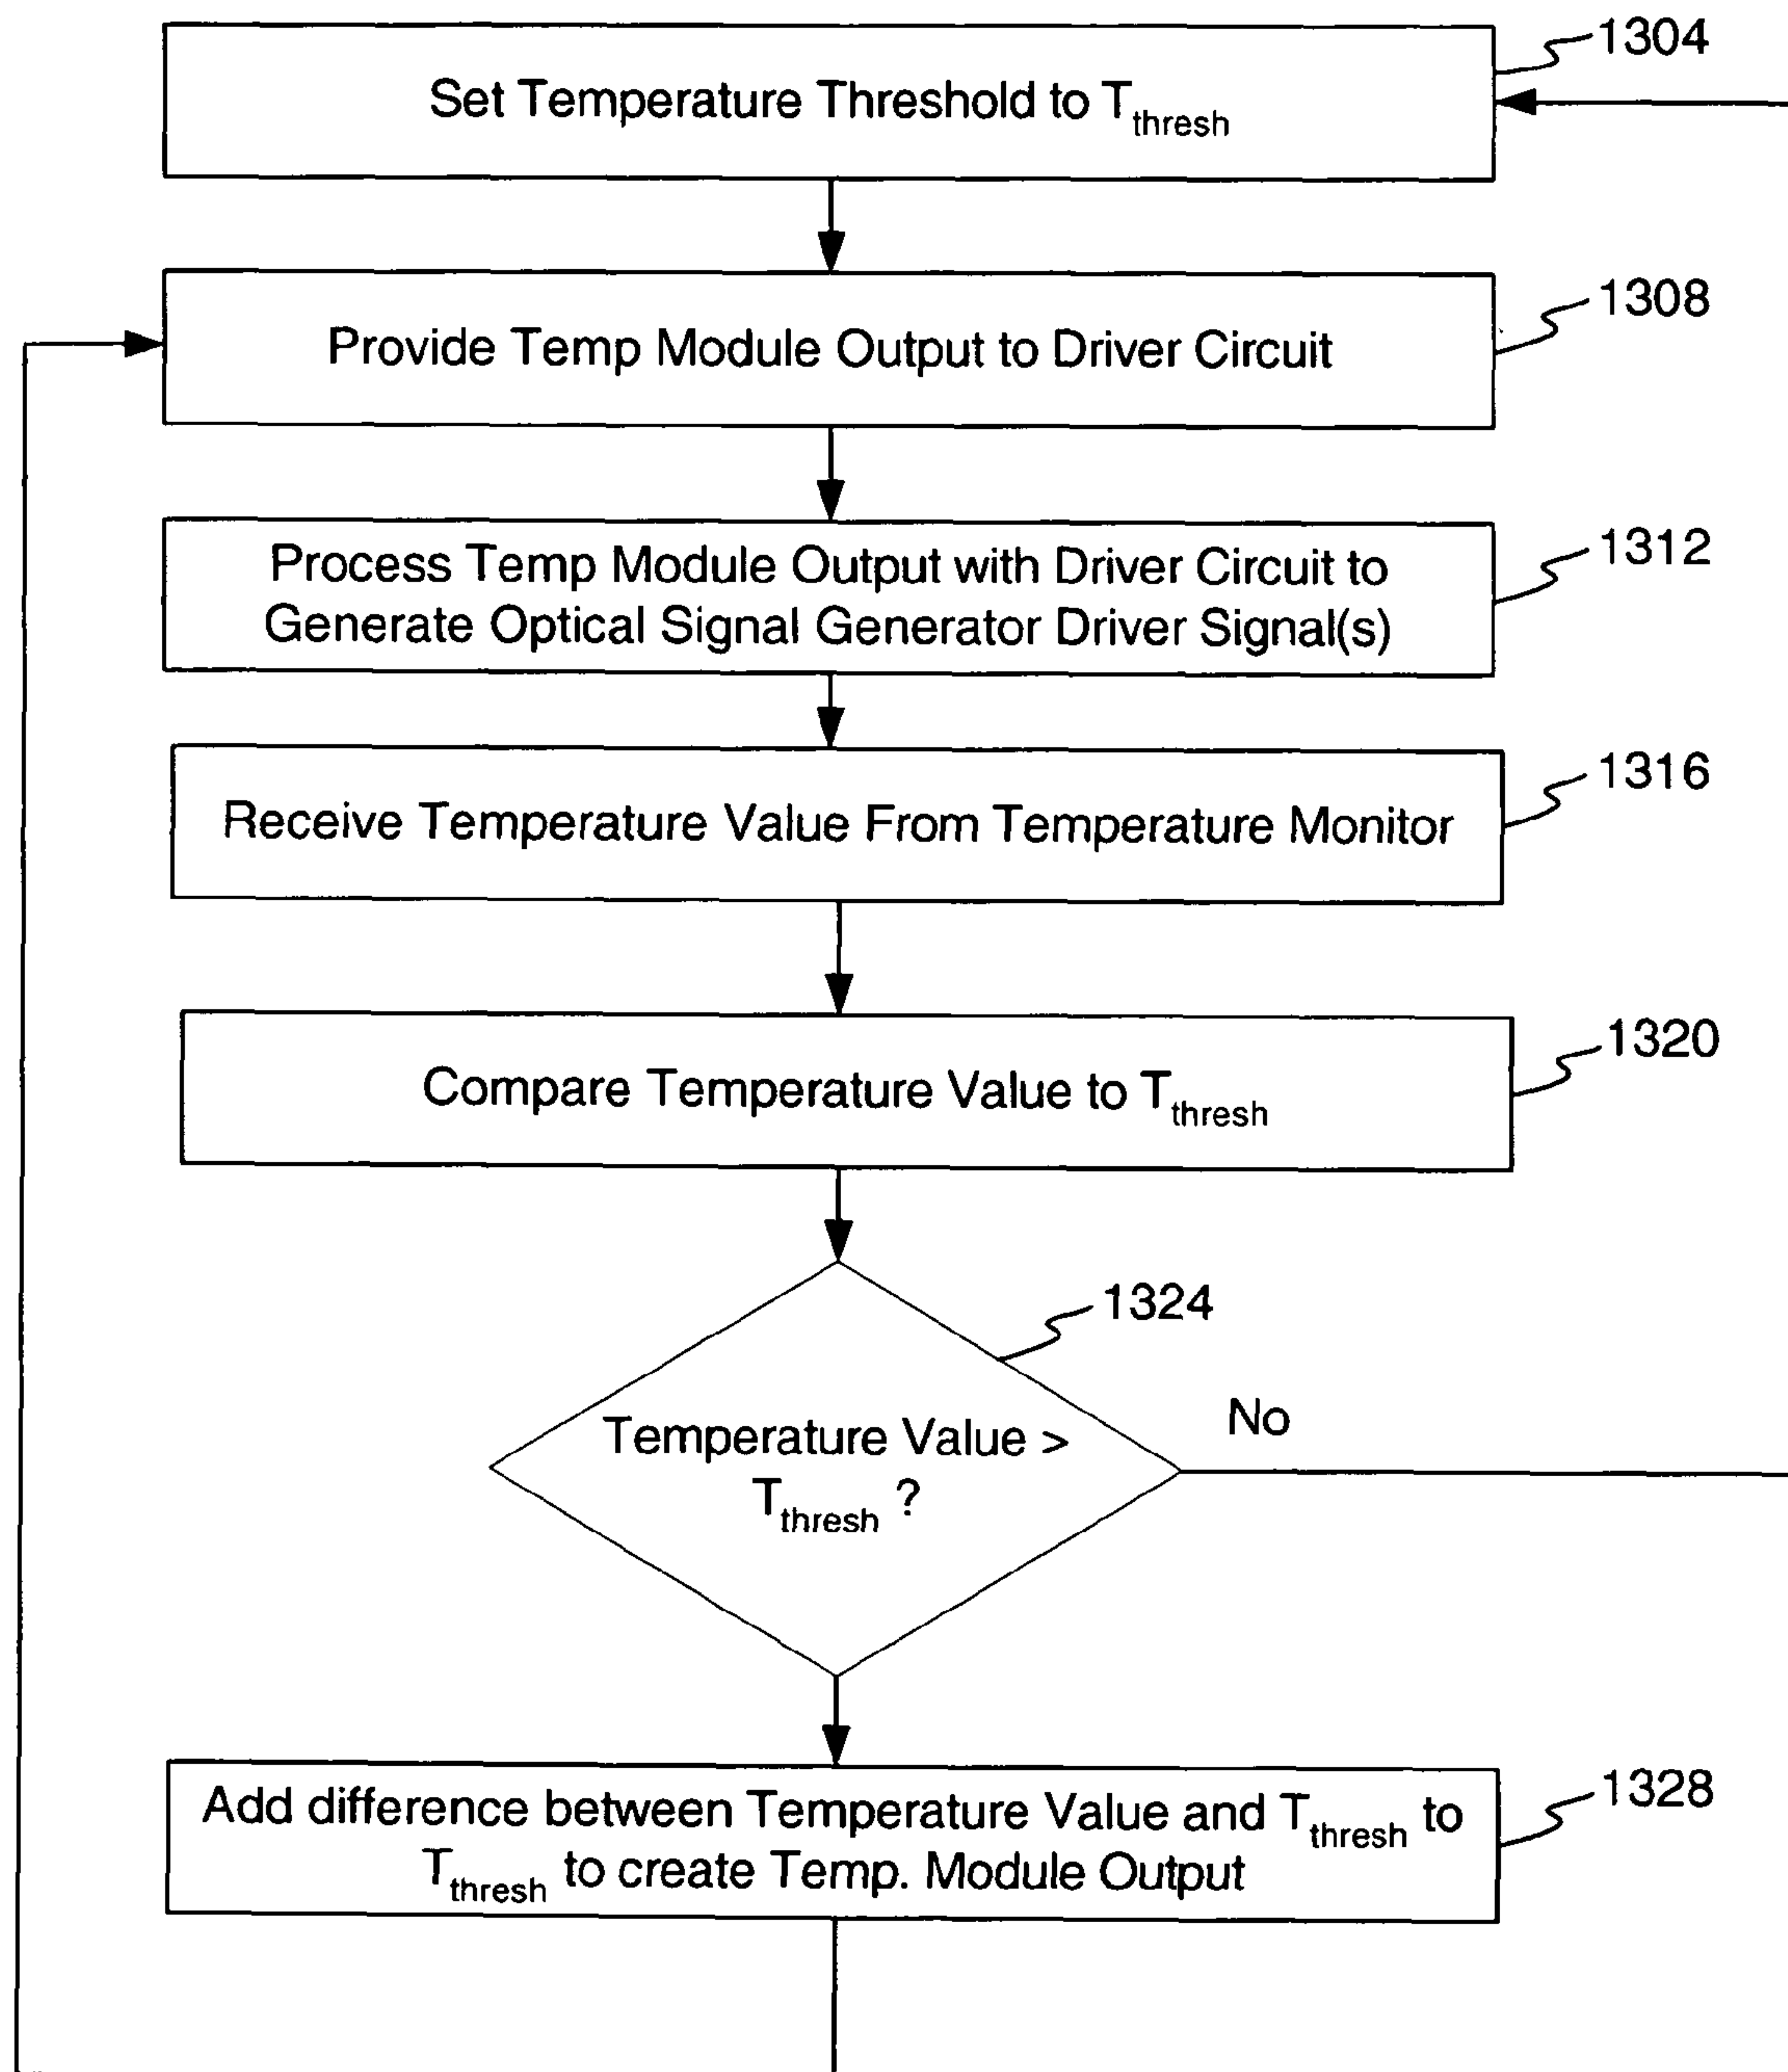 1304
Set Temperature Threshold to Tthresh
1308
Provide Temp Module Output to Driver Circuit
1312
Process Temp Module Output with Driver Circuit to
Generate Optical Signal Generator Driver Signal(s)
1316
Receive Temperature Value From Temperature Monitor
1320
Compare Temperature Value to Tthresh
1324
Temperature Value >
Tthresh ?
No
1328
Add difference between Temperature Value and Tthresh to
Tthresh to create Temp. Module Output